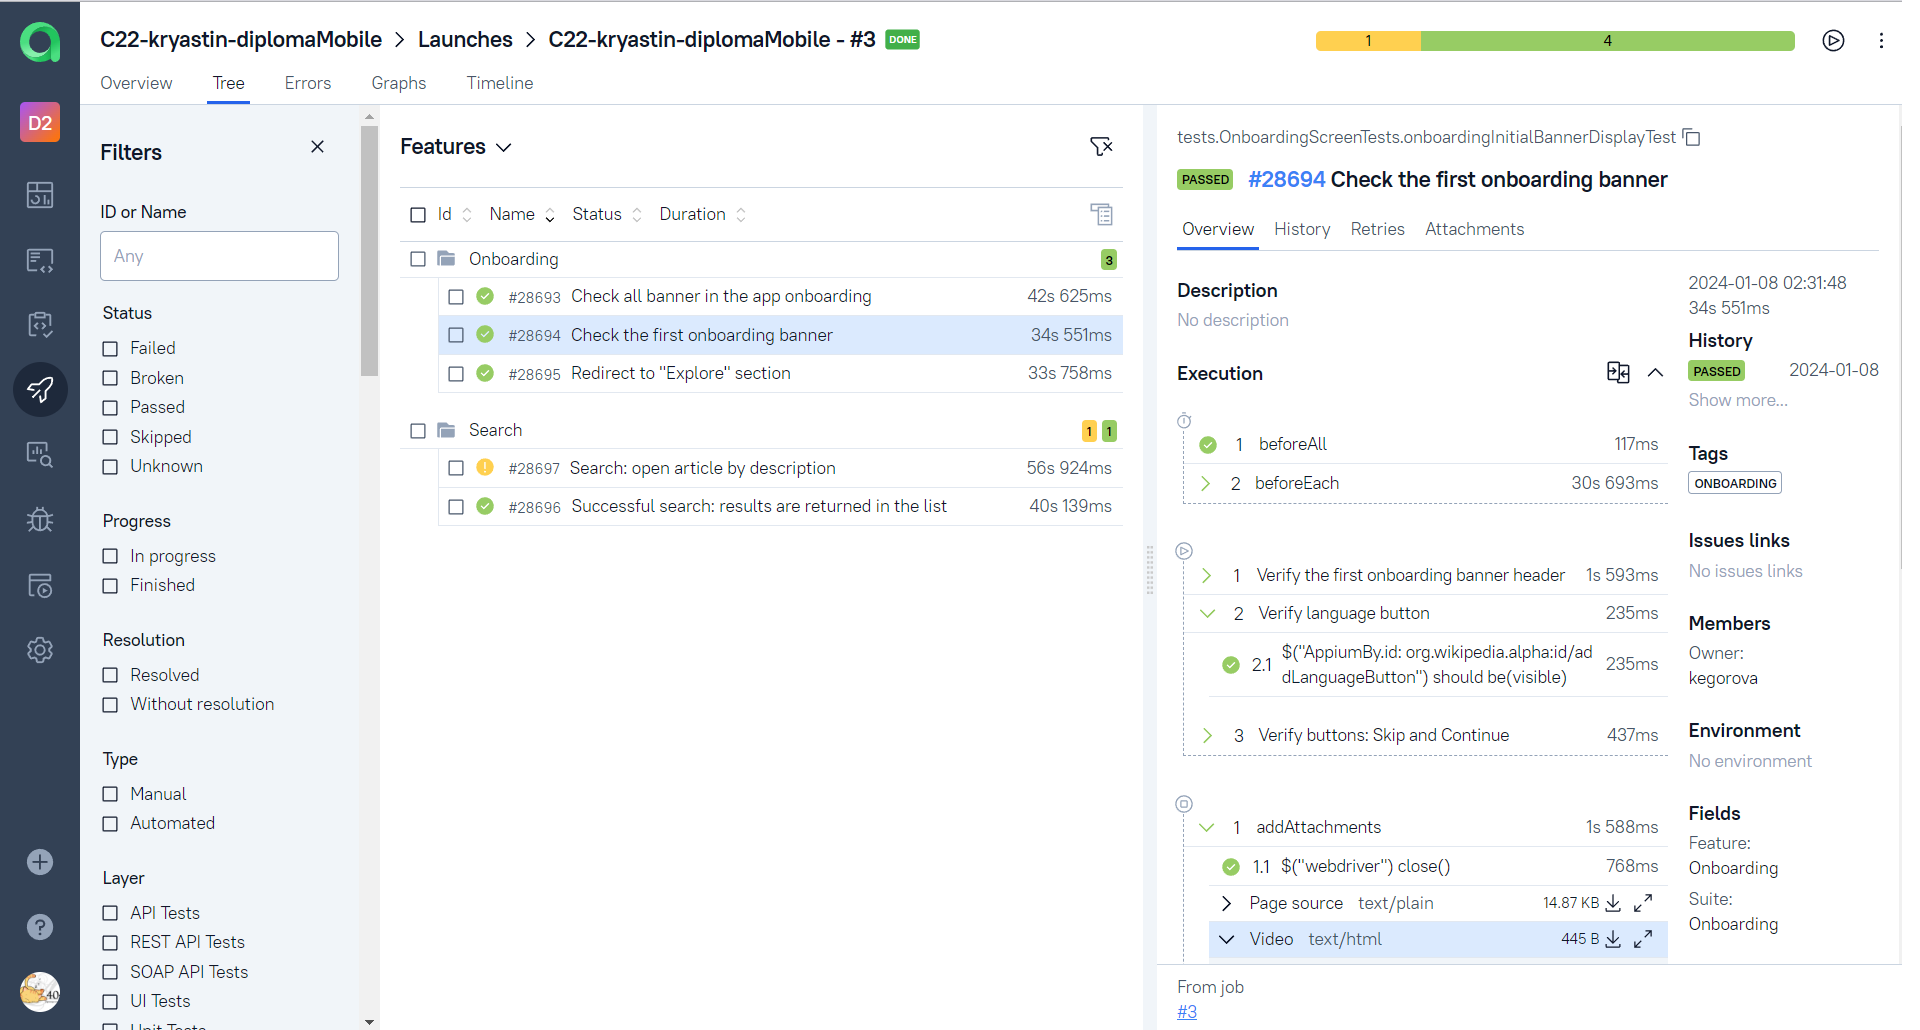 C22-kryastin-diplomaMobile > Launches > C22-kryastin-diplomaMobile - #3 DONE
1 4
Overview Tree Errors Graphs Timeline
D2
Filters
ID or Name
Any
Status
Failed
Broken
Passed
Skipped
Unknown
Progress
In progress
Finished
Resolution
Resolved
Without resolution
Type
Manual
Automated
Layer
API Tests
REST API Tests
SOAP API Tests
UI Tests
Unit Tests
Features
Id Name Status Duration
Onboarding 3
#28693 Check all banner in the app onboarding 42s 625ms
#28694 Check the first onboarding banner 34s 551ms
#28695 Redirect to "Explore" section 33s 758ms
Search 1 1
#28697 Search: open article by description 56s 924ms
#28696 Successful search: results are returned in the list 40s 139ms
tests.OnboardingScreenTests.onboardingInitialBannerDisplayTest
PASSED #28694 Check the first onboarding banner
Overview History Retries Attachments
Description
No description
Execution
1 beforeAll 117ms
2 beforeEach 30s 693ms
1 Verify the first onboarding banner header 1s 593ms
2 Verify language button 235ms
2.1 $("AppiumBy.id: org.wikipedia.alpha:id/ad
dLanguageButton") should be(visible) 235ms
3 Verify buttons: Skip and Continue 437ms
1 addAttachments 1s 588ms
1.1 $("webdriver") close() 768ms
Page source text/plain 14.87 KB
Video text/html 445 B
From job
#3
2024-01-08 02:31:48
34s 551ms
History
PASSED 2024-01-08
Show more...
Tags
ONBOARDING
Issues links
No issues links
Members
Owner:
kegorova
Environment
No environment
Fields
Feature:
Onboarding
Suite:
Onboarding